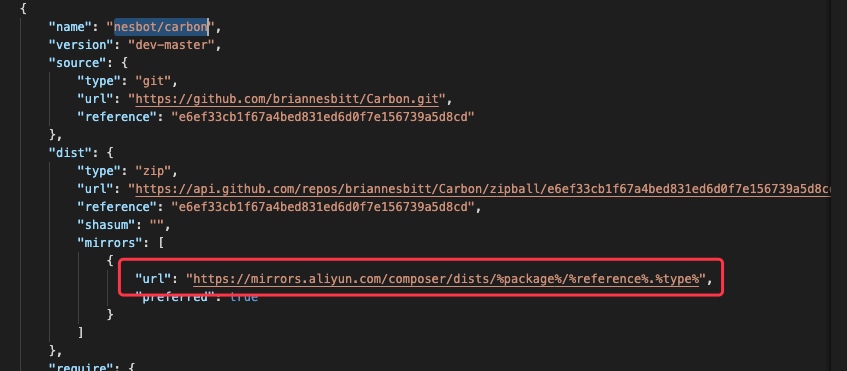 {
"name": "nesbot/carbon",
"version": "dev-master",
"source": {
"type": "git",
"url": "https://github.com/briannesbitt/Carbon.git",
"reference": "e6ef33cb1f67a4bed831ed6d0f7e156739a5d8cd"
},
"dist": {
"type": "zip",
"url": "https://api.github.com/repos/briannesbitt/Carbon/zipball/e6ef33cb1f67a4bed831ed6d0f7e156739a5d8c
"reference": "e6ef33cb1f67a4bed831ed6d0f7e156739a5d8cd",
"shasum": "",
"mirrors": [
{
"url": "https://mirrors.aliyun.com/composer/dists/%package%/%reference%.%type%",
"preferred": true
}
]
},
"require": {